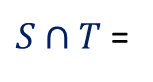 S ∩ T =